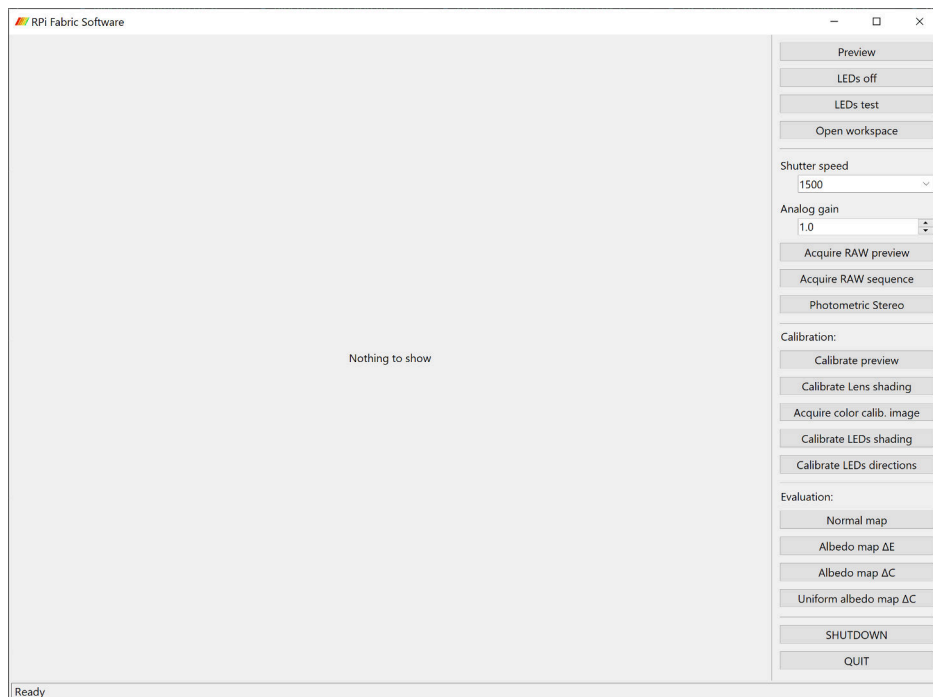 RPi Fabric Software
Preview
LEDs off
LEDs test
Open workspace
Shutter speed
1500
Analog gain
1.0
Acquire RAW preview
Acquire RAW sequence
Photometric Stereo
Nothing to show
Calibration:
Calibrate preview
Calibrate Lens shading
Acquire color calib. image
Calibrate LEDs shading
Calibrate LEDs directions
Evaluation:
Normal map
Albedo map ΔE
Albedo map ΔC
Uniform albedo map ΔC
SHUTDOWN
QUIT
Ready